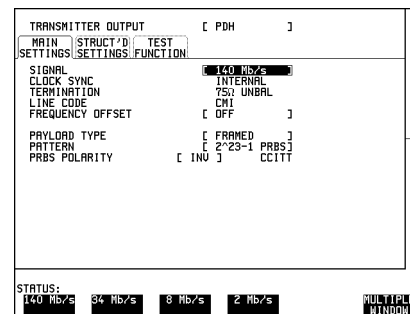 TRANSMITTER OUTPUT [ PDH ]
MAIN SETTINGS STRUCT'D SETTINGS TEST FUNCTION
SIGNAL [ 140 Mb/s ]
CLOCK SYNC INTERNAL
TERMINATION 75Ω UNBAL
LINE CODE CMI
FREQUENCY OFFSET [ OFF ]
PAYLOAD TYPE [ FRAMED ]
PATTERN [ 2^23-1 PRBS]
PRBS POLARITY [ INV ] CCITT
STATUS:
140 Mb/s 34 Mb/s 8 Mb/s 2 Mb/s MULTIPLE WINDOW